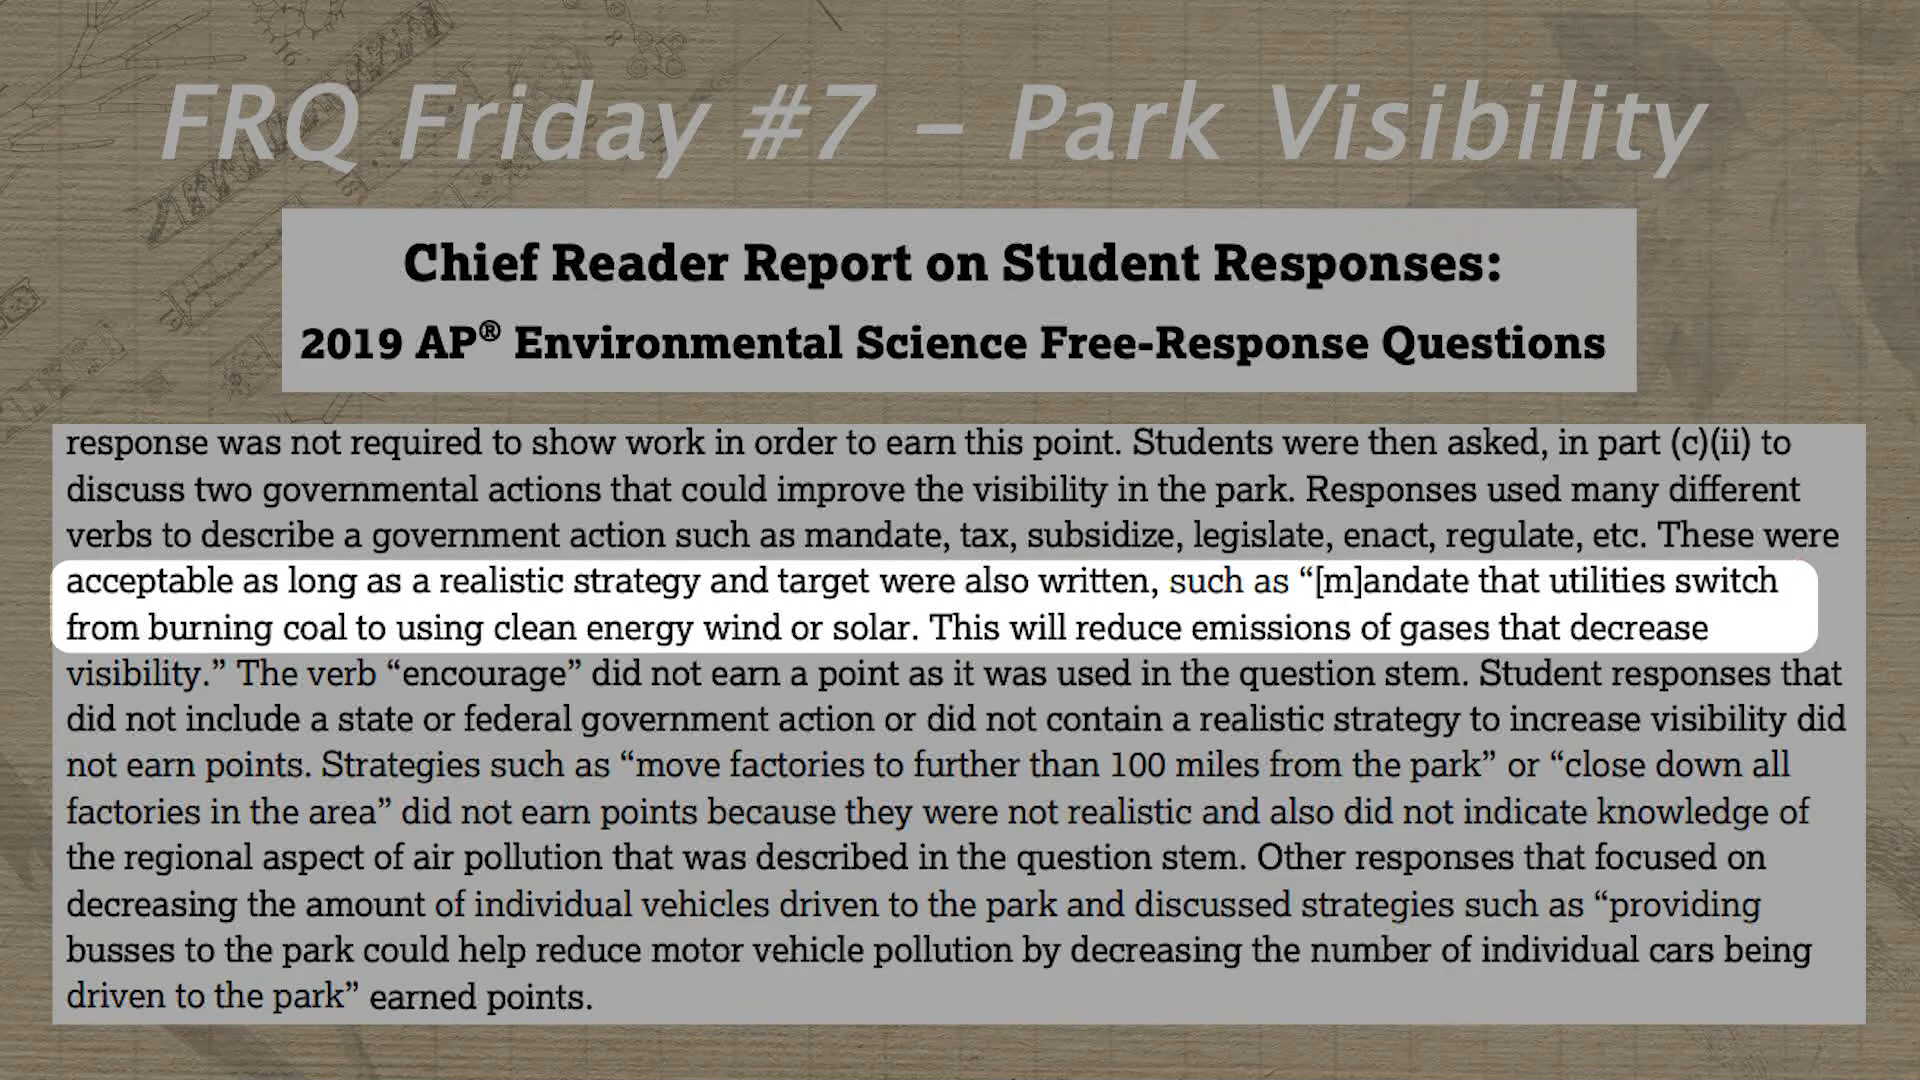 FRQ Friday #7 – Park Visibility
Chief Reader Report on Student Responses:
2019 AP® Environmental Science Free-Response Questions
response was not required to show work in order to earn this point. Students were then asked, in part (c)(ii) to
discuss two governmental actions that could improve the visibility in the park. Responses used many different
verbs to describe a government action such as mandate, tax, subsidize, legislate, enact, regulate, etc. These were
acceptable as long as a realistic strategy and target were also written, such as “[m]andate that utilities switch
from burning coal to using clean energy wind or solar. This will reduce emissions of gases that decrease
visibility.” The verb “encourage” did not earn a point as it was used in the question stem. Student responses that
did not include a state or federal government action or did not contain a realistic strategy to increase visibility did
not earn points. Strategies such as “move factories to further than 100 miles from the park” or “close down all
factories in the area” did not earn points because they were not realistic and also did not indicate knowledge of
the regional aspect of air pollution that was described in the question stem. Other responses that focused on
decreasing the amount of individual vehicles driven to the park and discussed strategies such as “providing
busses to the park could help reduce motor vehicle pollution by decreasing the number of individual cars being
driven to the park” earned points.